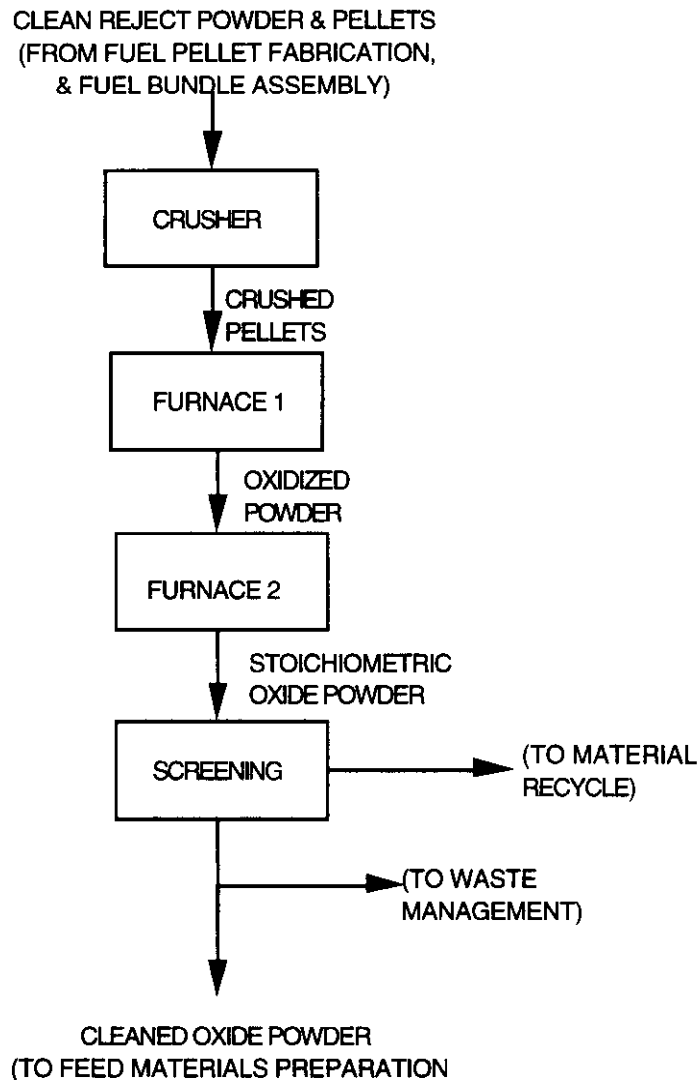 CLEAN REJECT POWDER & PELLETS
(FROM FUEL PELLET FABRICATION,
& FUEL BUNDLE ASSEMBLY)
CRUSHER
CRUSHED
PELLETS
FURNACE 1
OXIDIZED
POWDER
FURNACE 2
STOICHIOMETRIC
OXIDE POWDER
SCREENING
(TO MATERIAL
RECYCLE)
(TO WASTE
MANAGEMENT)
CLEANED OXIDE POWDER
(TO FEED MATERIALS PREPARATION